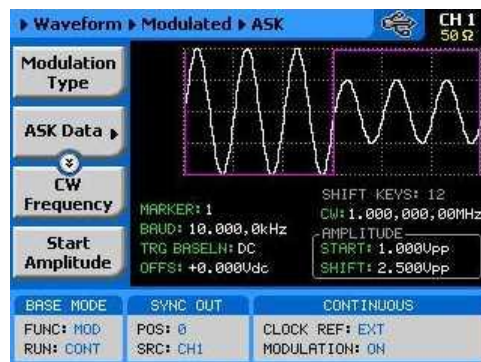 Waveform Modulated ASK
CH 1
50 Ω
Modulation
Type
ASK Data
CW
Frequency
Start
Amplitude
MARKER: 1
BAUD: 10.000,0kHz
TRG BASELN: DC
OFFS: +0.000Vdc
SHIFT KEYS: 12
CW: 1.000,000,00MHz
AMPLITUDE
START: 1.000Vpp
SHIFT: 2.500Vpp
BASE MODE
FUNC: MOD
RUN: CONT
SYNC OUT
POS: 0
SRC: CH1
CONTINUOUS
CLOCK REF: EXT
MODULATION: ON